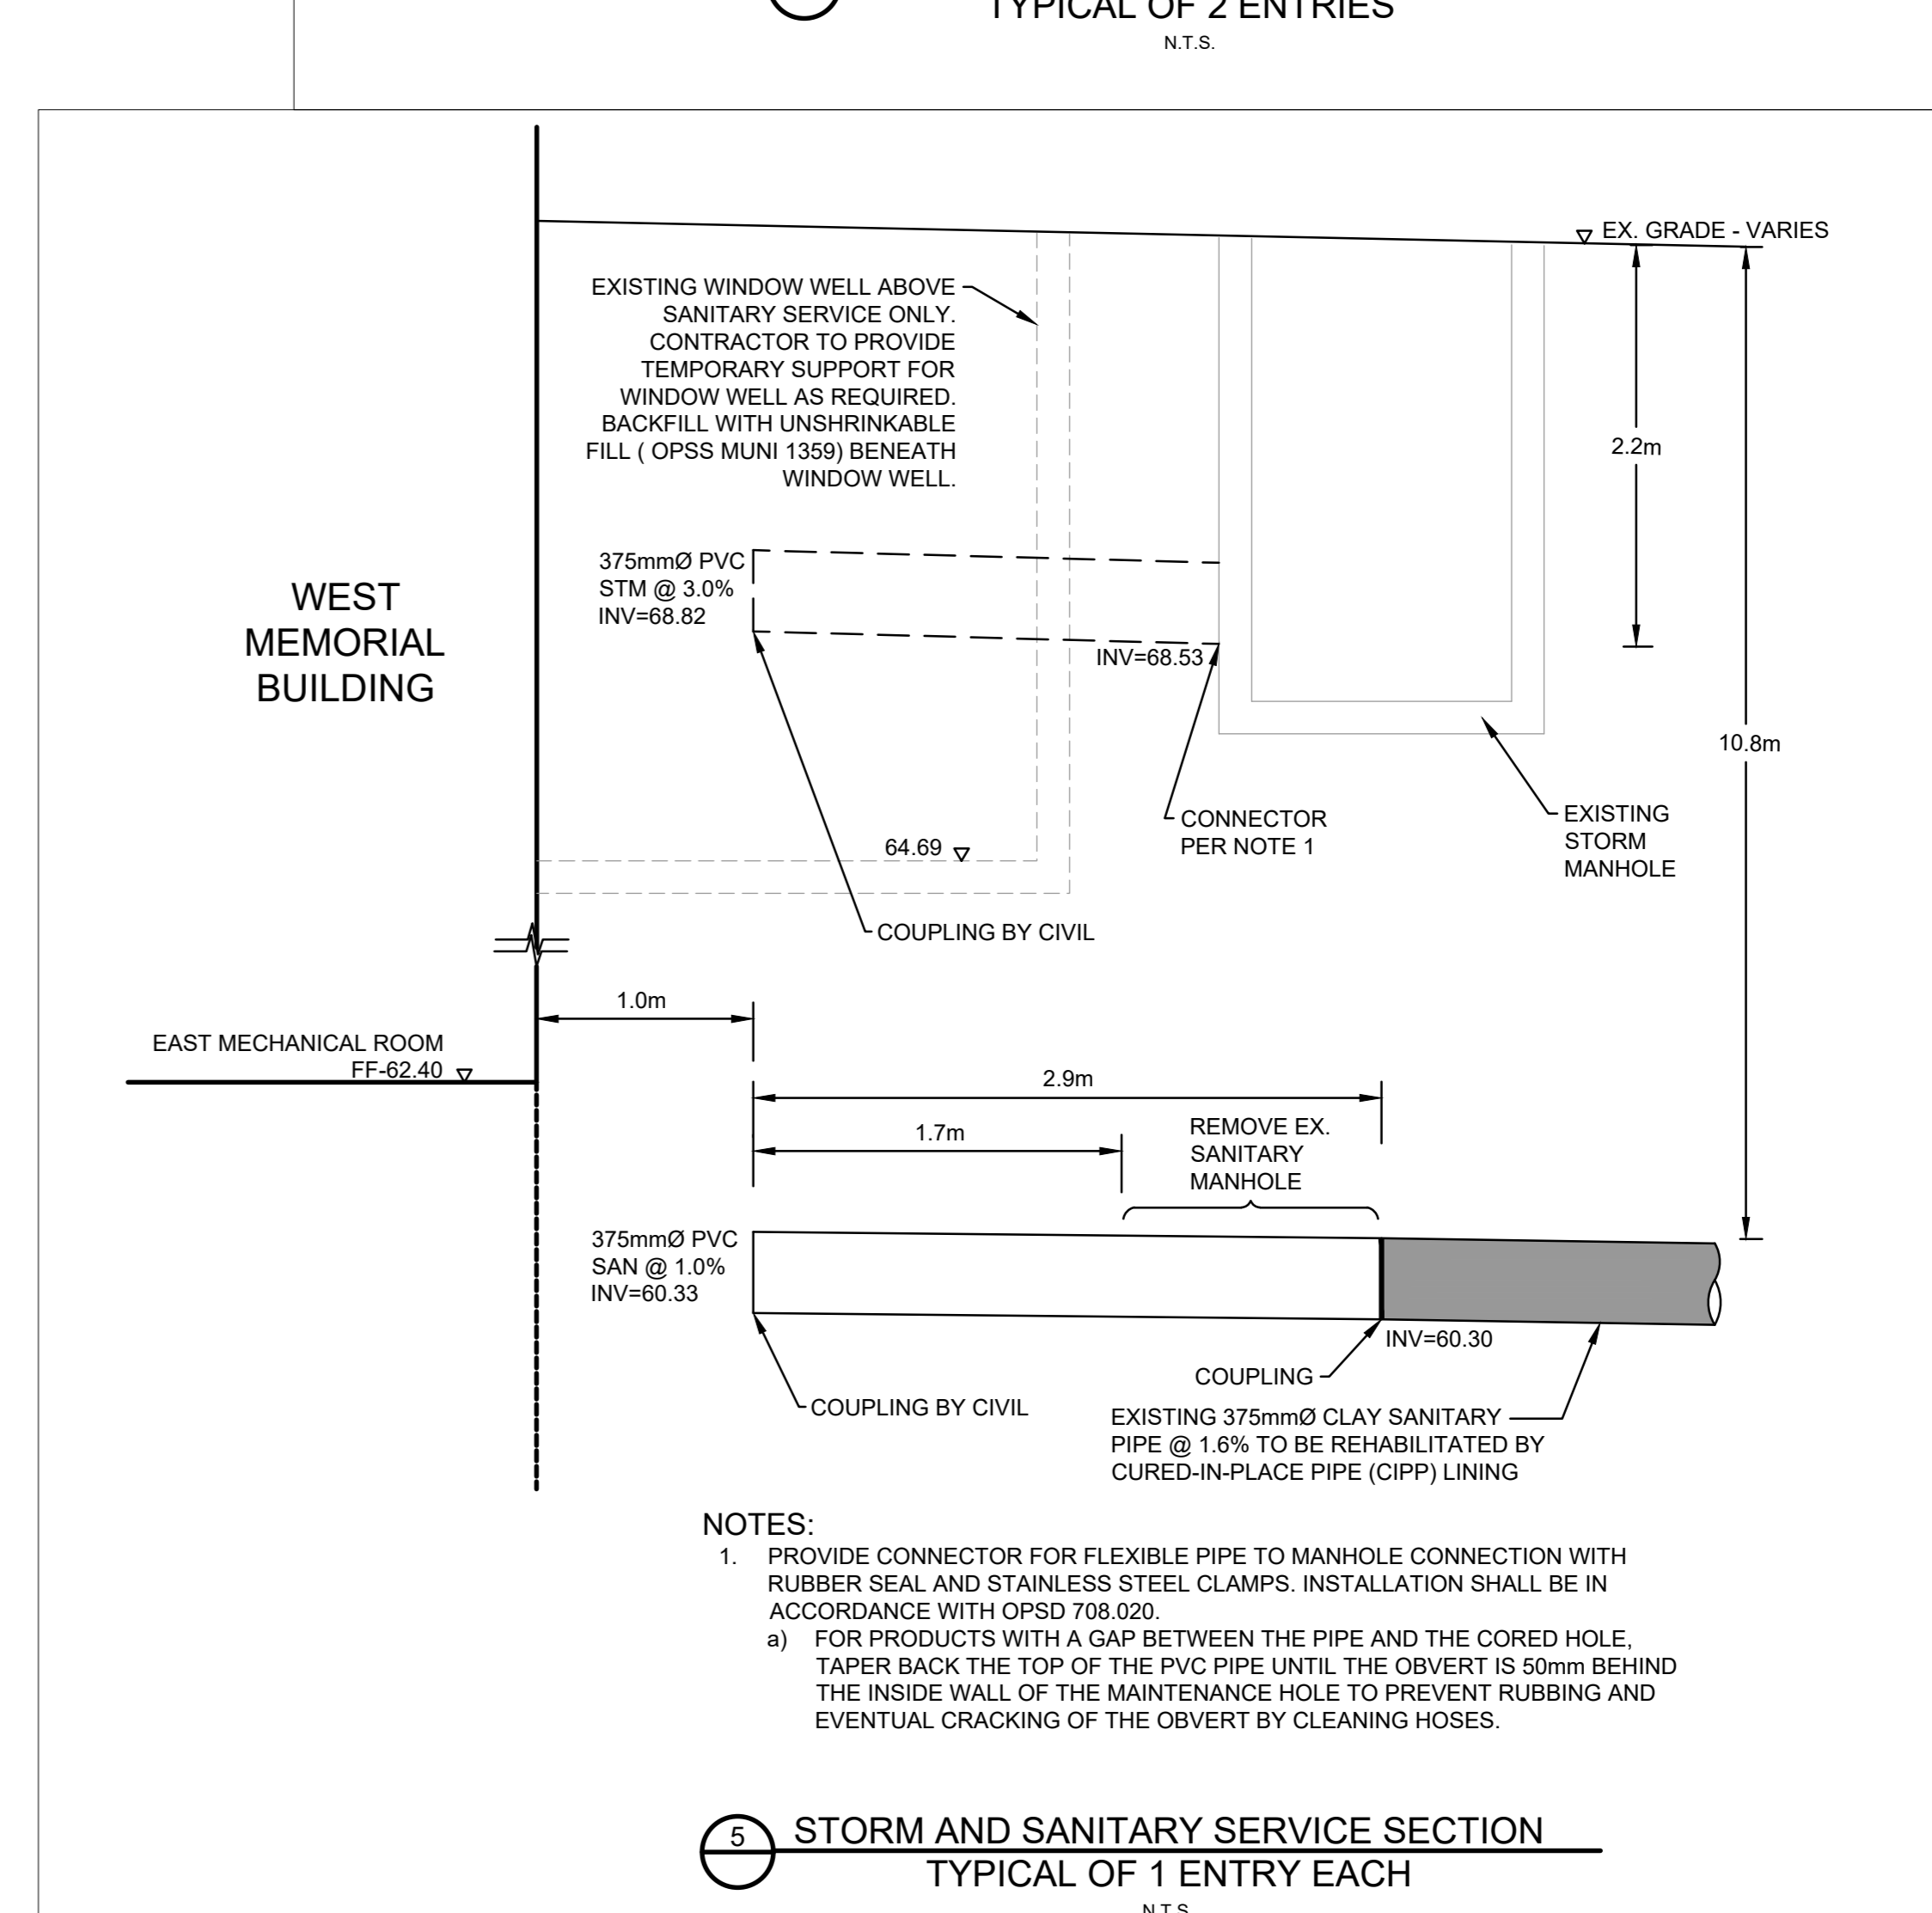 TYPICAL OF 2 ENTRIES
N.T.S.
EX. GRADE - VARIES
EXISTING WINDOW WELL ABOVE
SANITARY SERVICE ONLY.
CONTRACTOR TO PROVIDE
TEMPORARY SUPPORT FOR
WINDOW WELL AS REQUIRED.
BACKFILL WITH UNSHRINKABLE
FILL ( OPSS MUNI 1359) BENEATH
WINDOW WELL.
2.2m
375mmØ PVC
STM @ 3.0%
INV=68.82
WEST
MEMORIAL
BUILDING
INV=68.53
10.8m
CONNECTOR
PER NOTE 1
EXISTING
STORM
MANHOLE
64.69
COUPLING BY CIVIL
1.0m
EAST MECHANICAL ROOM
FF-62.40
2.9m
1.7m
REMOVE EX.
SANITARY
MANHOLE
375mmØ PVC
SAN @ 1.0%
INV=60.33
INV=60.30
COUPLING
COUPLING BY CIVIL
EXISTING 375mmØ CLAY SANITARY
PIPE @ 1.6% TO BE REHABILITATED BY
CURED-IN-PLACE PIPE (CIPP) LINING
NOTES:
1. PROVIDE CONNECTOR FOR FLEXIBLE PIPE TO MANHOLE CONNECTION WITH
RUBBER SEAL AND STAINLESS STEEL CLAMPS. INSTALLATION SHALL BE IN
ACCORDANCE WITH OPSD 708.020.
a) FOR PRODUCTS WITH A GAP BETWEEN THE PIPE AND THE CORED HOLE,
TAPER BACK THE TOP OF THE PVC PIPE UNTIL THE OBVERT IS 50mm BEHIND
THE INSIDE WALL OF THE MAINTENANCE HOLE TO PREVENT RUBBING AND
EVENTUAL CRACKING OF THE OBVERT BY CLEANING HOSES.
5 STORM AND SANITARY SERVICE SECTION
TYPICAL OF 1 ENTRY EACH
N.T.S.